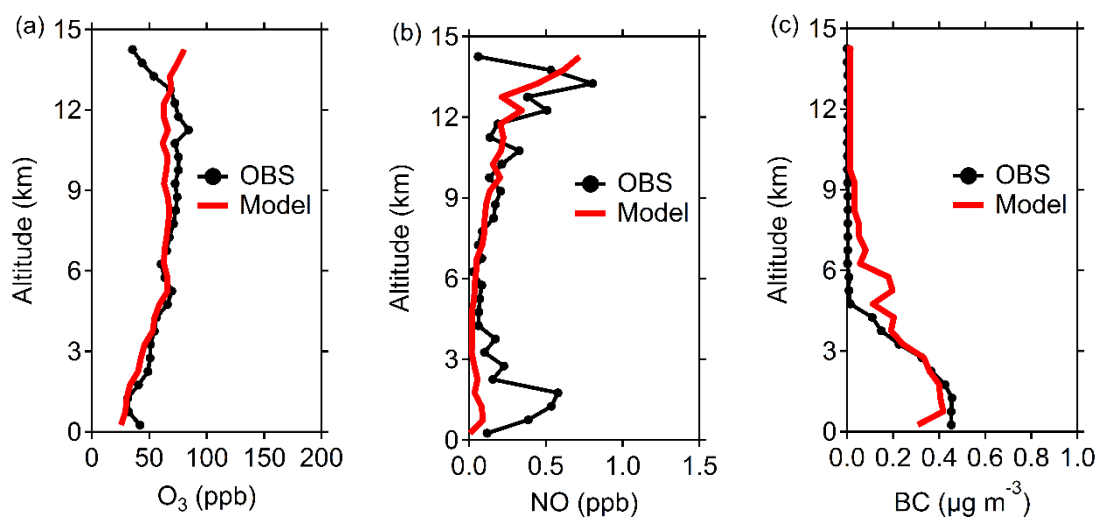 (a)
15
12
9
6
3
0
Altitude (km)
OBS
Model
0 50 100 150 200
O₃ (ppb)
(b)
15
12
9
6
3
0
Altitude (km)
OBS
Model
0.0 0.5 1.0 1.5
NO (ppb)
(c)
15
12
9
6
3
0
Altitude (km)
OBS
Model
0.0 0.2 0.4 0.6 0.8 1.0
BC (µg m⁻³)